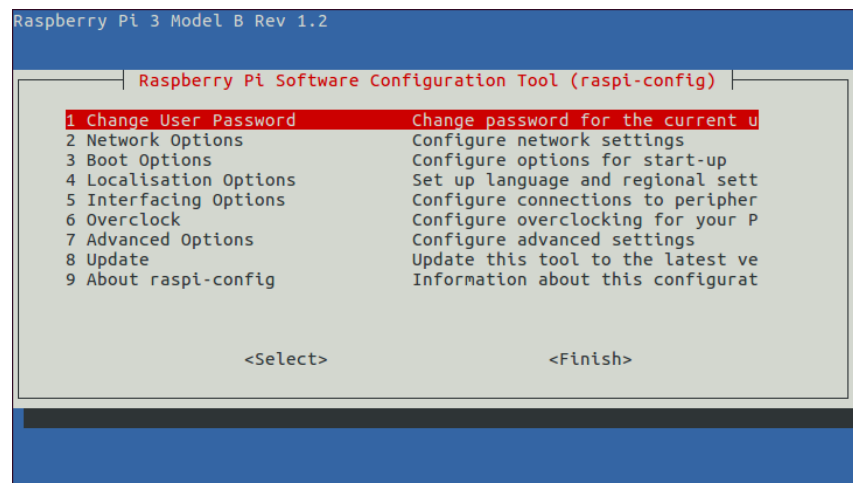 Raspberry Pi 3 Model B Rev 1.2
Raspberry Pi Software Configuration Tool (raspi-config)
1 Change User Password Change password for the current u
2 Network Options Configure network settings
3 Boot Options Configure options for start-up
4 Localisation Options Set up language and regional sett
5 Interfacing Options Configure connections to peripher
6 Overclock Configure overclocking for your P
7 Advanced Options Configure advanced settings
8 Update Update this tool to the latest ve
9 About raspi-config Information about this configurat
<Select> <Finish>